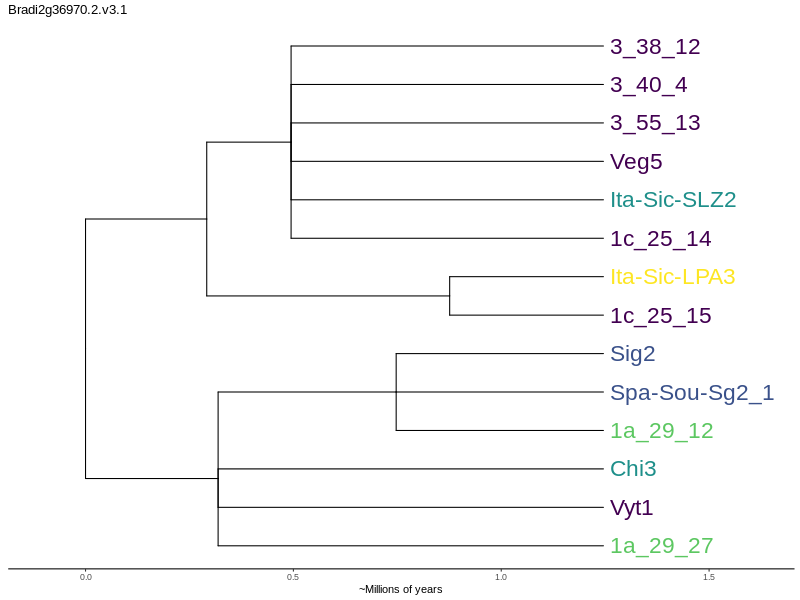 Bradi2g36970.2.v3.1
3_38_12
3_40_4
3_55_13
Veg5
Ita-Sic-SLZ2
1c_25_14
Ita-Sic-LPA3
1c_25_15
Sig2
Spa-Sou-Sg2_1
1a_29_12
Chi3
Vyt1
1a_29_27
0.0 0.5 1.0 1.5
~Millions of years